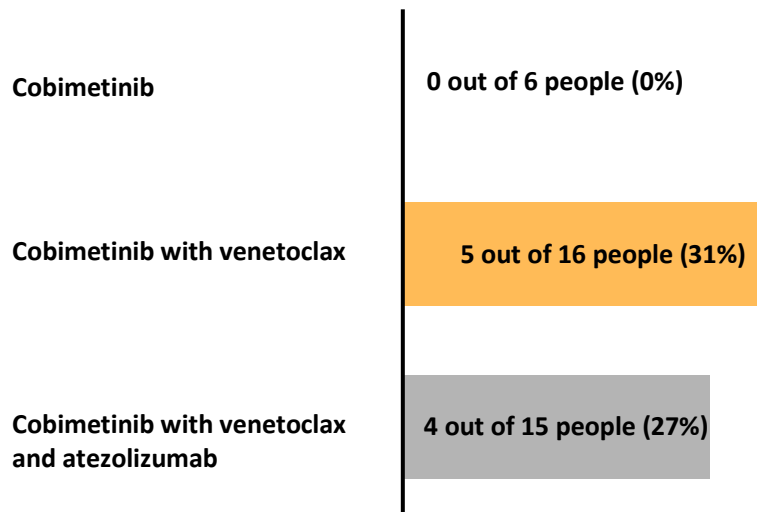 Cobimetinib
0 out of 6 people (0%)
Cobimetinib with venetoclax
5 out of 16 people (31%)
Cobimetinib with venetoclax
and atezolizumab
4 out of 15 people (27%)